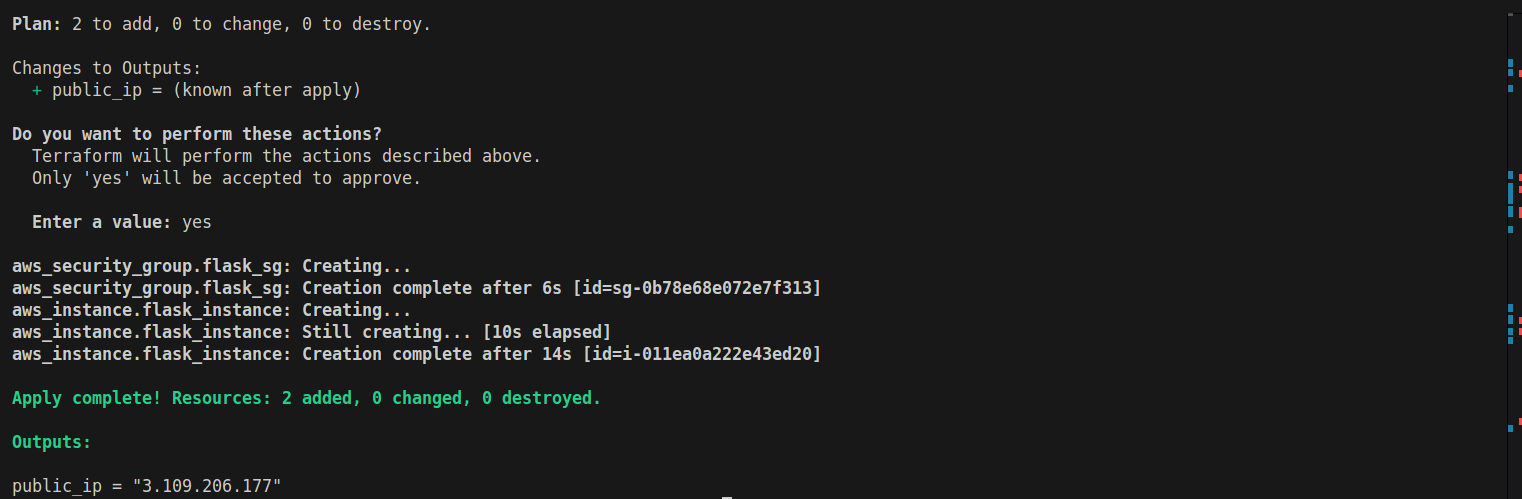 Plan: 2 to add, 0 to change, 0 to destroy.
Changes to Outputs:
+ public_ip = (known after apply)
Do you want to perform these actions?
Terraform will perform the actions described above.
Only 'yes' will be accepted to approve.
Enter a value: yes
aws_security_group.flask_sg: Creating...
aws_security_group.flask_sg: Creation complete after 6s [id=sg-0b78e68e072e7f313]
aws_instance.flask_instance: Creating...
aws_instance.flask_instance: Still creating... [10s elapsed]
aws_instance.flask_instance: Creation complete after 14s [id=i-011ea0a222e43ed20]
Apply complete! Resources: 2 added, 0 changed, 0 destroyed.
Outputs:
public_ip = "3.109.206.177"